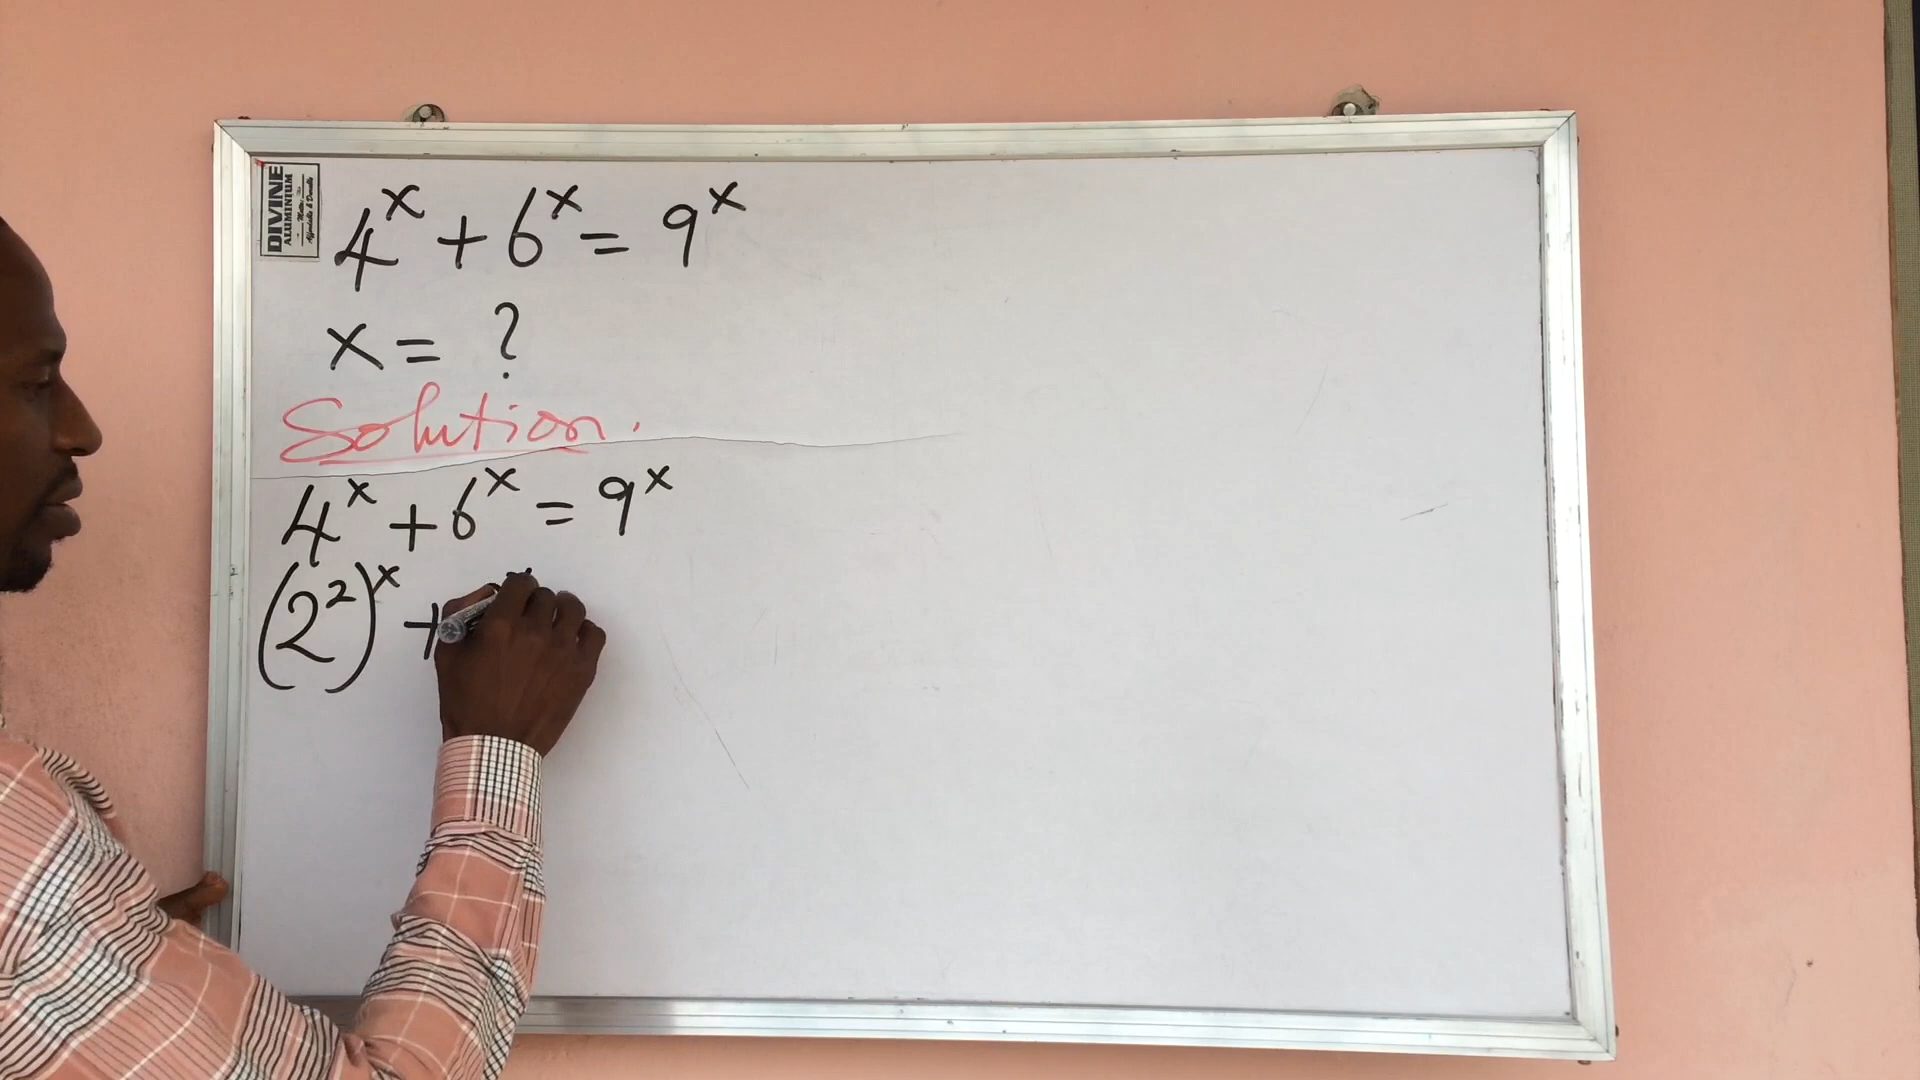 DIVINE
ALUMINIUM
4^x + 6^x = 9^x
x = ?
Solution.
4^x + 6^x = 9^x
(2^2)^x +